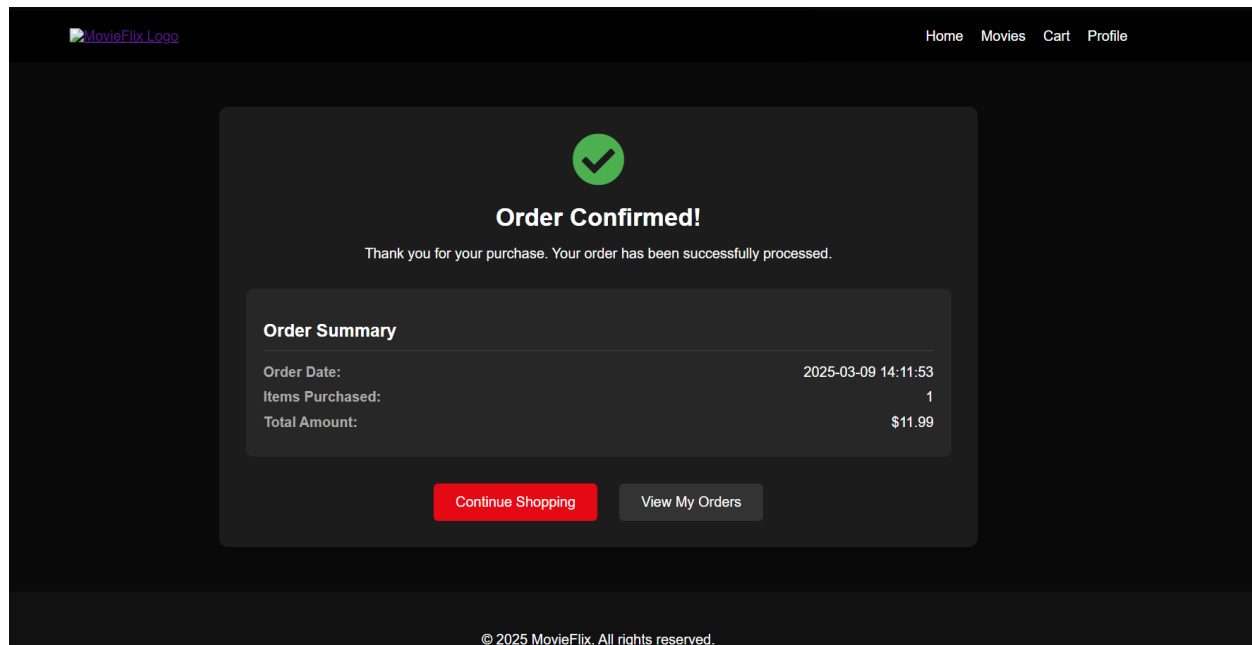 MovieFlix Logo
Home Movies Cart Profile
Order Confirmed!
Thank you for your purchase. Your order has been successfully processed.
Order Summary
Order Date: 2025-03-09 14:11:53
Items Purchased: 1
Total Amount: $11.99
Continue Shopping View My Orders
© 2025 MovieFlix. All rights reserved.